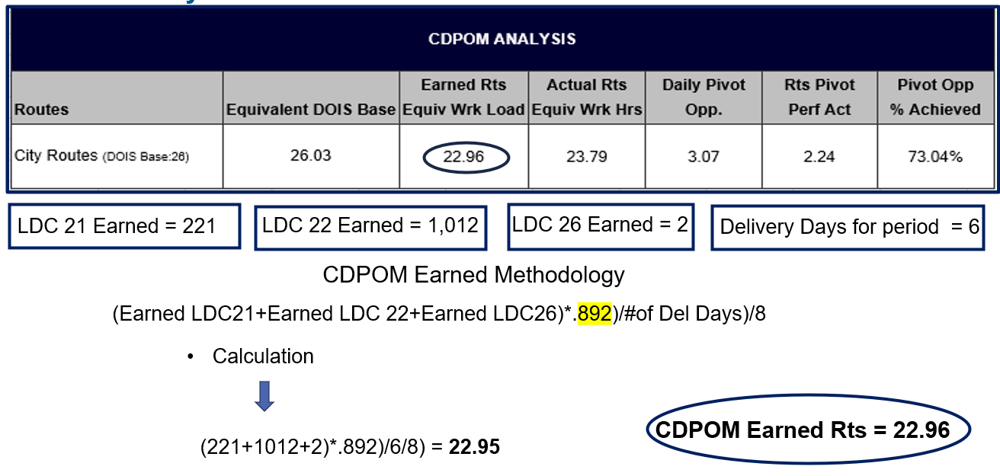 CDPOM ANALYSIS
Routes
Equivalent DOIS Base
Earned Rts
Equiv Wrk Load
Actual Rts
Equiv Wrk Hrs
Daily Pivot
Opp.
Rts Pivot
Perf Act
Pivot Opp
% Achieved
City Routes (DOIS Base:26)
26.03
22.96
23.79
3.07
2.24
73.04%
LDC 21 Earned = 221
LDC 22 Earned = 1,012
LDC 26 Earned = 2
Delivery Days for period = 6
CDPOM Earned Methodology
(Earned LDC21+Earned LDC 22+Earned LDC26)*.892)/#of Del Days)/8
• Calculation
(221+1012+2)*.892)/6/8) = 22.95
CDPOM Earned Rts = 22.96